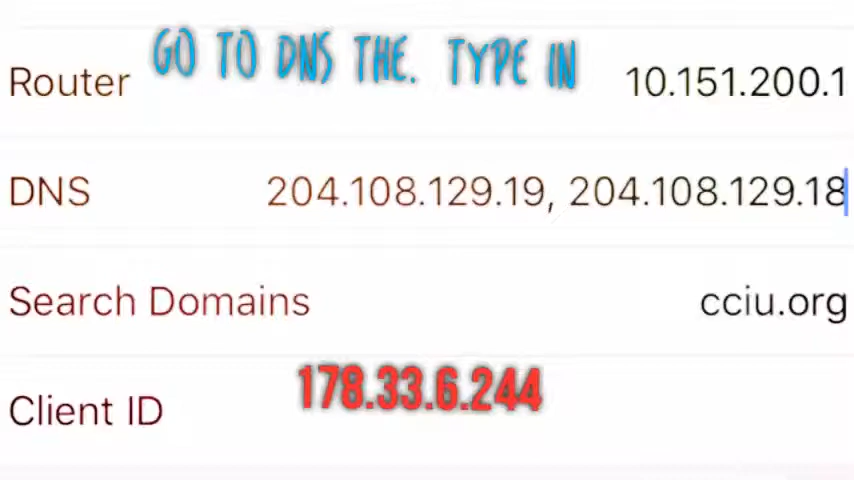 GO TO DNS THE. TYPE IN
Router 10.151.200.1
DNS 204.108.129.19, 204.108.129.18
Search Domains cciu.org
178.33.6.244
Client ID